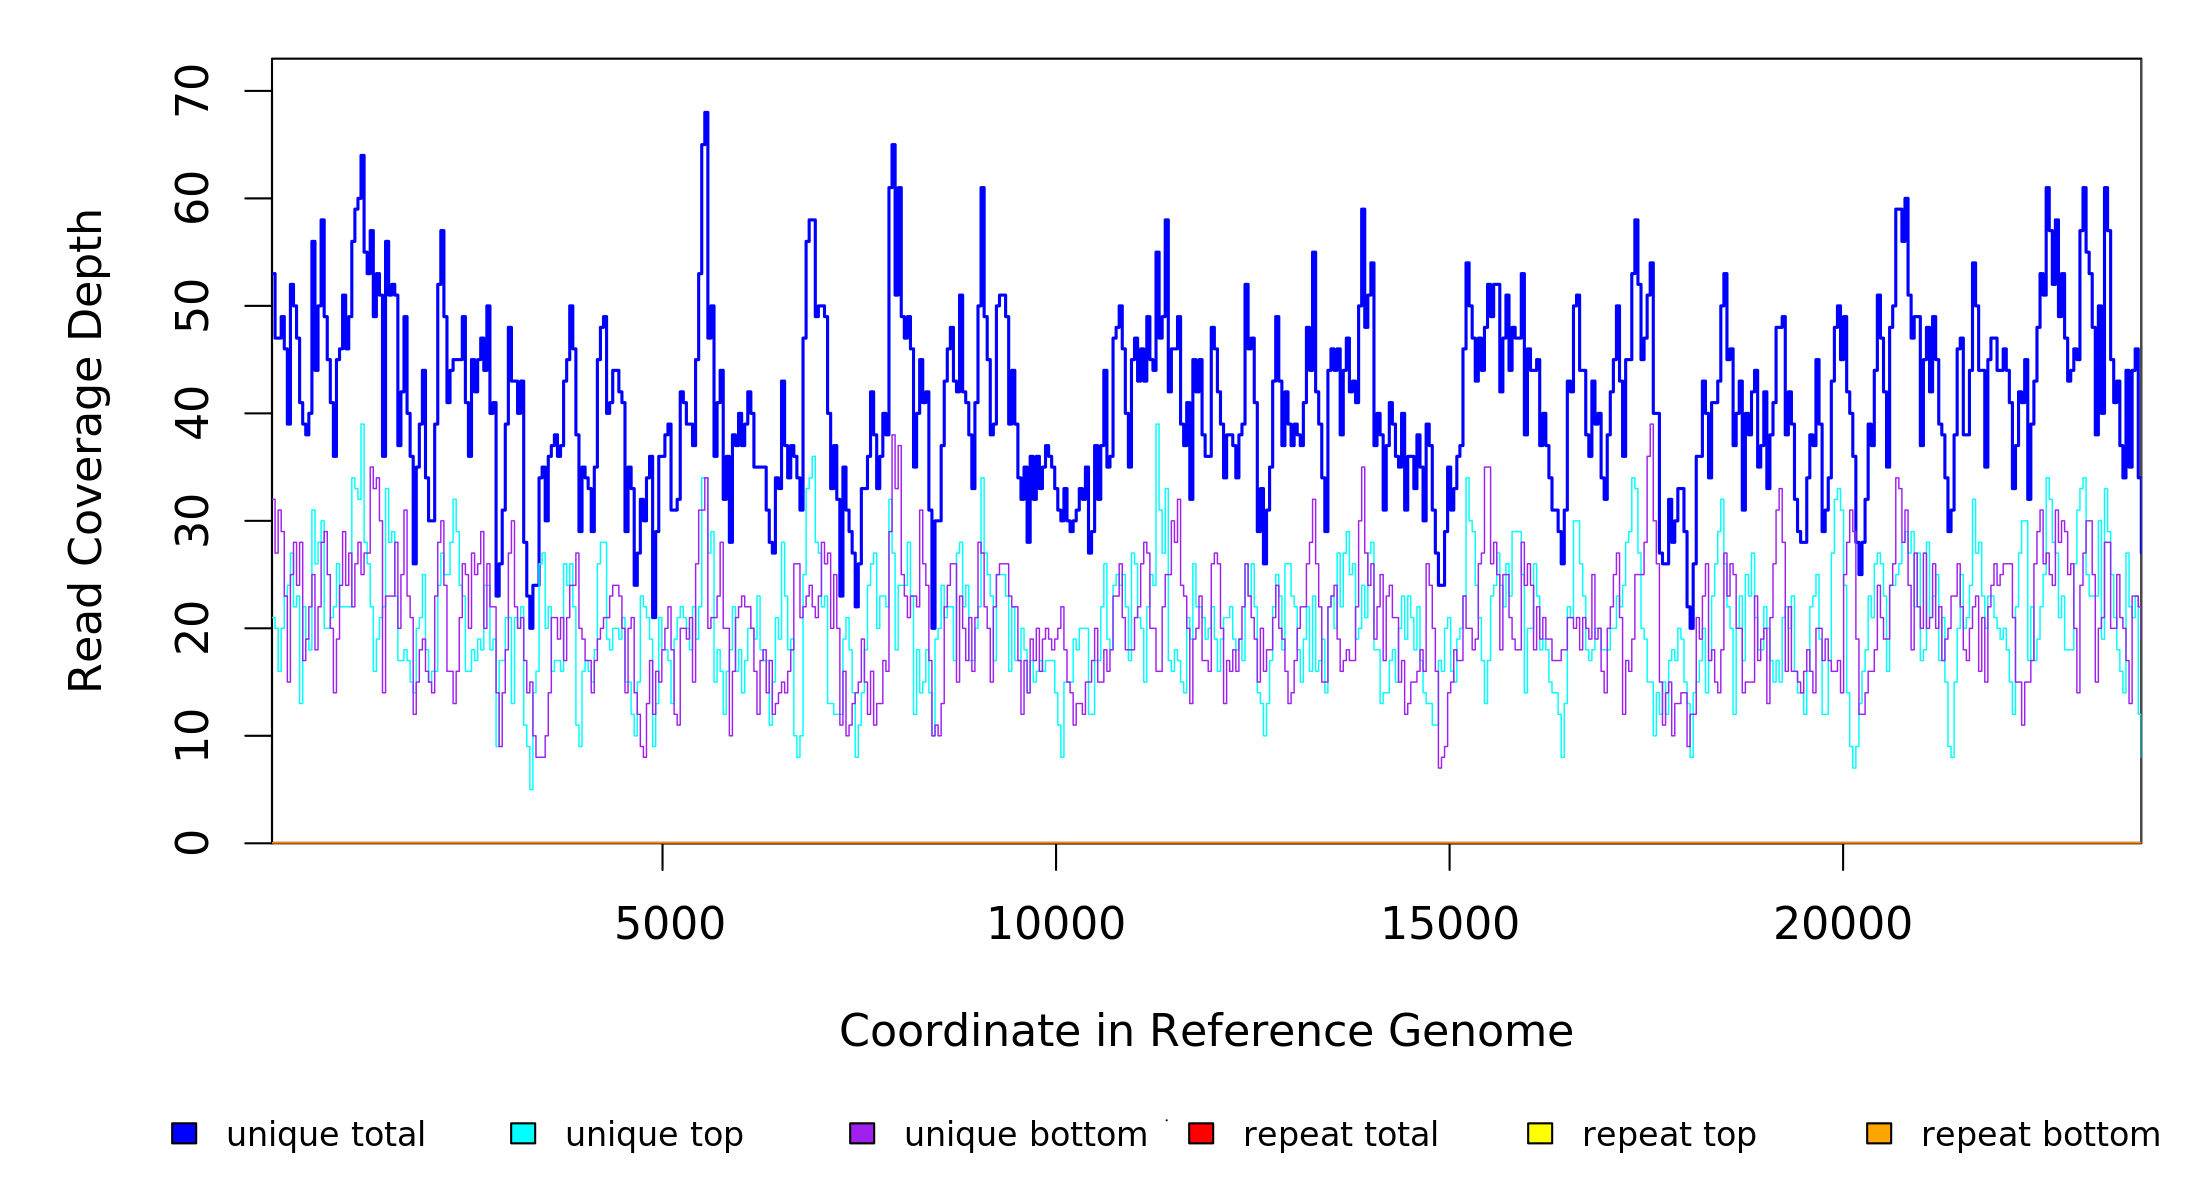 Read Coverage Depth
70
60
50
40
30
20
10
0
5000 10000 15000 20000
Coordinate in Reference Genome
unique total unique top unique bottom repeat total repeat top repeat bottom